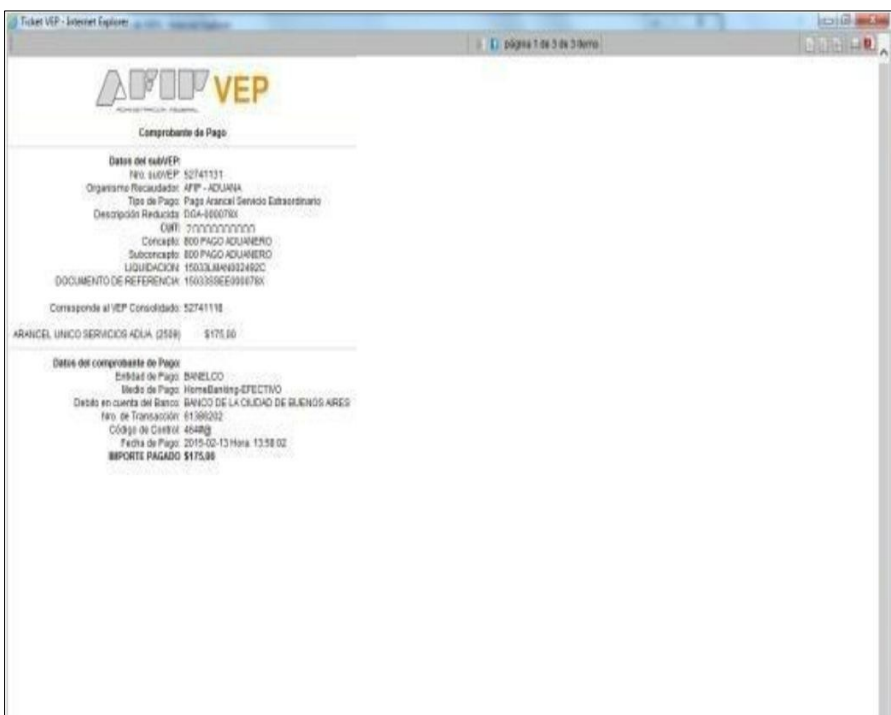 Ticket VEP - Internet Explorer
página 1 de 3 de 3 items
AFIP VEP
ADMINISTRACION FEDERAL
Comprobante de Pago
Datos del subVEP:
Nro. subVEP: 52741131
Organismo Recaudador: AFIP - ADUANA
Tipo de Pago: Pago Arancel Servicio Extraordinario
Descripción Reducida: DGA-000078X
CUIT:
Concepto: 800 PAGO ADUANERO
Subconcepto: 800 PAGO ADUANERO
LIQUIDACION: 15033LMAN002492C
DOCUMENTO DE REFERENCIA: 15033SSEE000078X
Corresponde al VEP Consolidado: 52741118
ARANCEL UNICO SERVICIOS ADUA. (2509) $175,00
Datos del comprobante de Pago:
Entidad de Pago: BANELCO
Medio de Pago: HomeBanking-EFECTIVO
Debito en cuenta del Banco: BANCO DE LA CIUDAD DE BUENOS AIRES
Nro. de Transacción: 61386202
Código de Control:
Fecha de Pago: 2015-02-13 Hora: 13:58:02
IMPORTE PAGADO $175,00